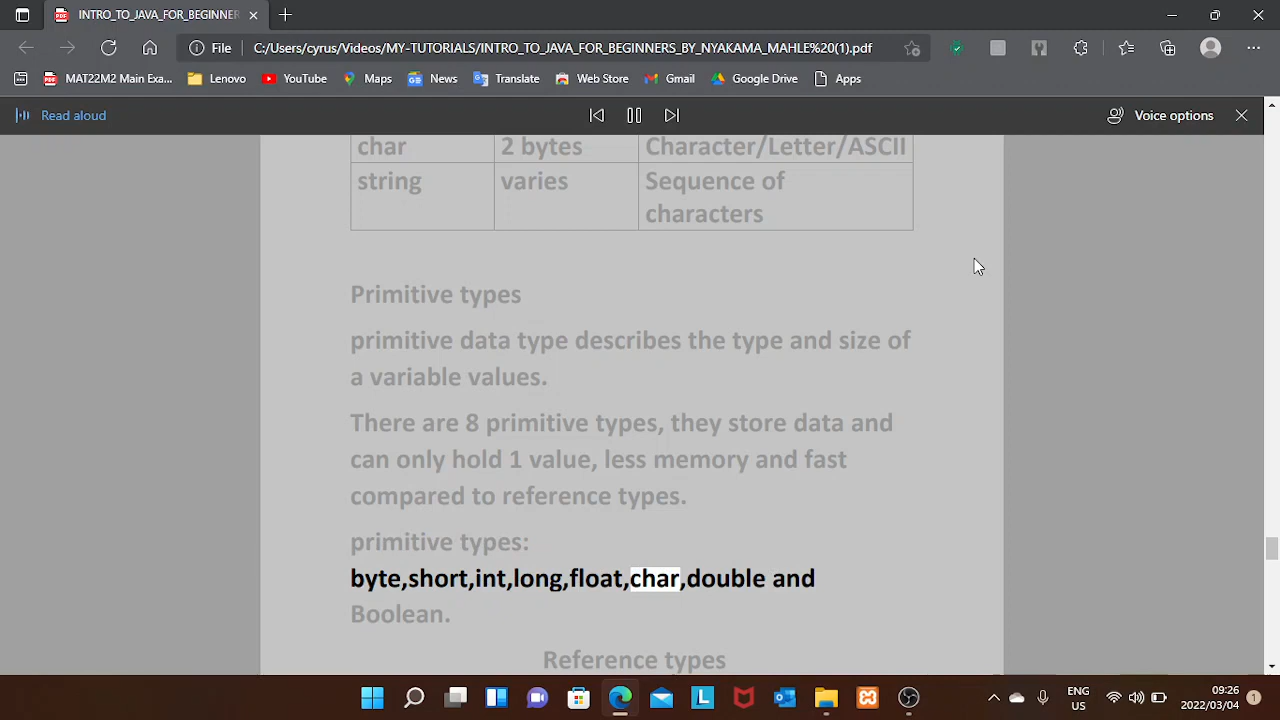 INTRO_TO_JAVA_FOR_BEGINNER
File
C:/Users/cyrus/Videos/MY-TUTORIALS/INTRO_TO_JAVA_FOR_BEGINNERS_BY_NYAKAMA_MAHLE%20(1).pdf
MAT22M2 Main Exa...
Lenovo
YouTube
Maps
News
Translate
Web Store
Gmail
Google Drive
Apps
Read aloud
Voice options
char 2 bytes Character/Letter/ASCII
string varies Sequence of
characters
Primitive types
primitive data type describes the type and size of
a variable values.
There are 8 primitive types, they store data and
can only hold 1 value, less memory and fast
compared to reference types.
primitive types:
byte,short,int,long,float,char,double and
Boolean.
Reference types
ENG
US
09:26
2022/03/04
1